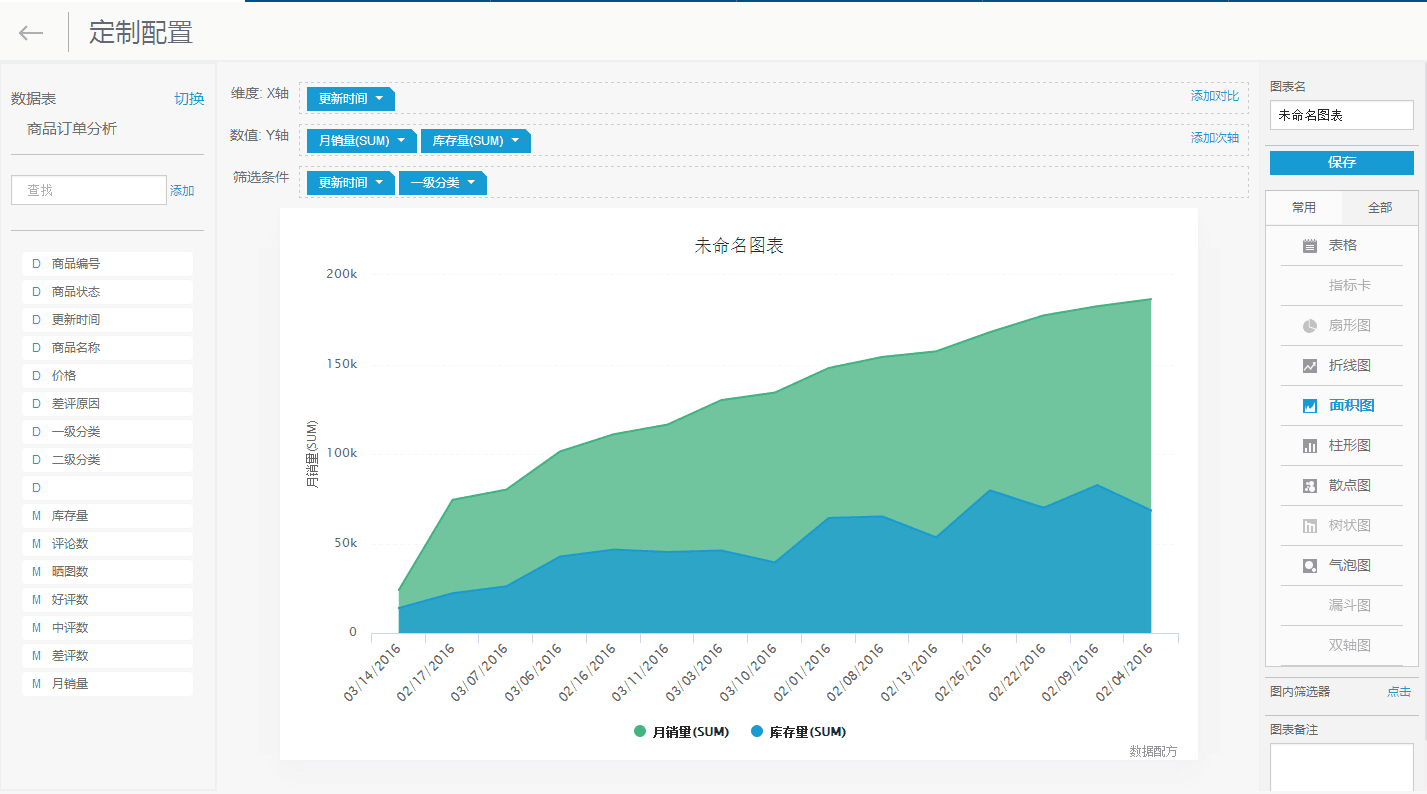 定制配置
数据表 切换
商品订单分析
查找 添加
D 商品编号
D 商品状态
D 更新时间
D 商品名称
D 价格
D 差评原因
D 一级分类
D 二级分类
D
M 库存量
M 评论数
M 晒图数
M 好评数
M 中评数
M 差评数
M 月销量
维度: X轴 更新时间 添加对比
数值: Y轴 月销量(SUM) 库存量(SUM) 添加次轴
筛选条件 更新时间 一级分类
未命名图表
200k
150k
100k
50k
0
月销量(SUM)
03/14/2016 02/17/2016 03/07/2016 03/06/2016 02/16/2016 03/11/2016 03/03/2016 03/10/2016 02/01/2016 02/08/2016 02/13/2016 02/26/2016 02/22/2016 02/09/2016 02/04/2016
月销量(SUM) 库存量(SUM)
数据配方
图表名
未命名图表
保存
常用 全部
表格
指标卡
扇形图
折线图
面积图
柱形图
散点图
树状图
气泡图
漏斗图
双轴图
图内筛选器 点击
图表备注